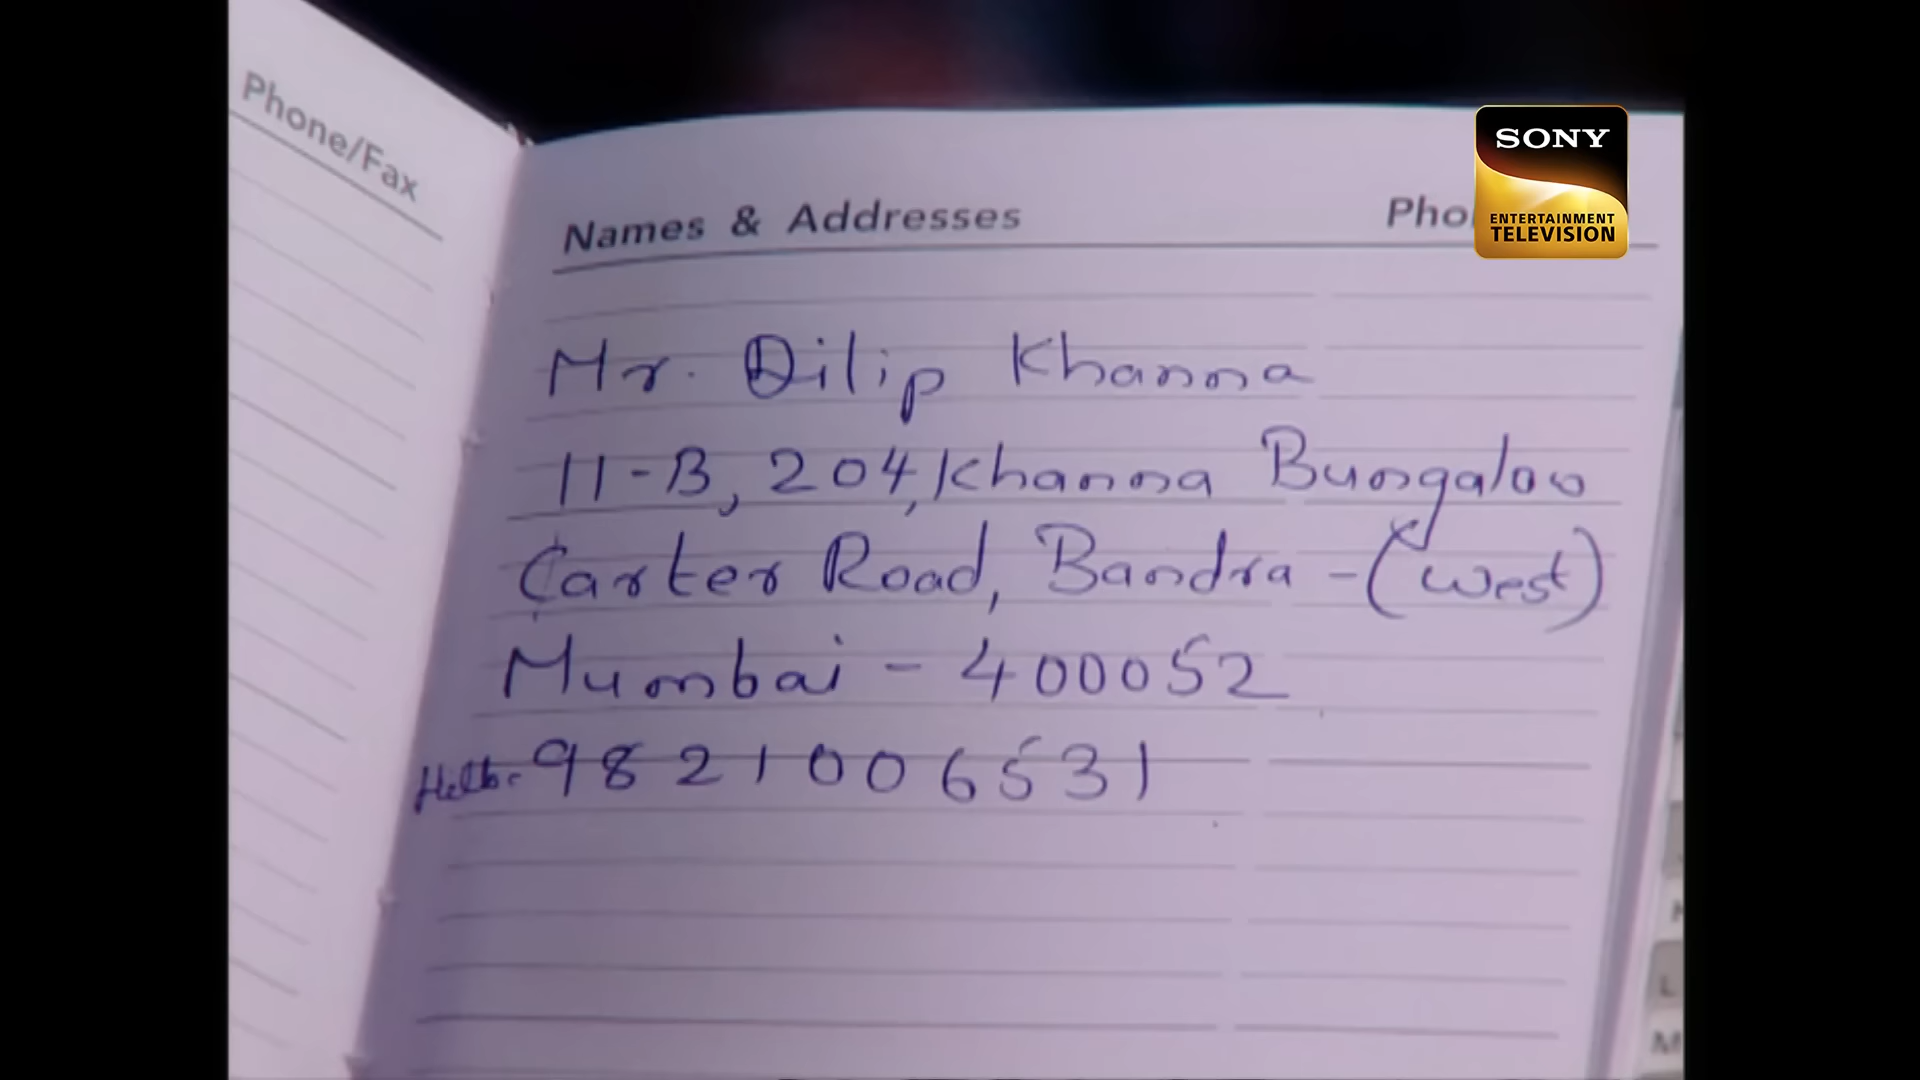 Phone/Fax
Names & Addresses
Pho
SONY
ENTERTAINMENT
TELEVISION
Mr. Dilip Khanna
11-B, 204, Khanna Bungalow
Carter Road, Bandra - (West)
Mumbai - 400052
9821006531
L
M